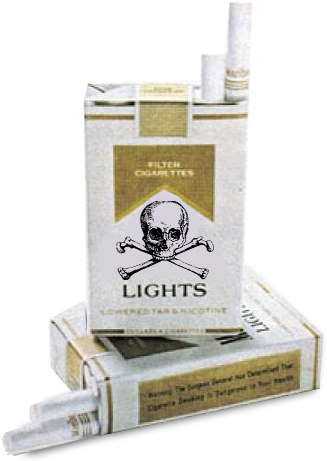 FILTER
CIGARETTES
LIGHTS
LOWERED TAR & NICOTINE
Lights
Warning: The Surgeon General Has Determined That
Cigarette Smoking Is Dangerous to Your Health